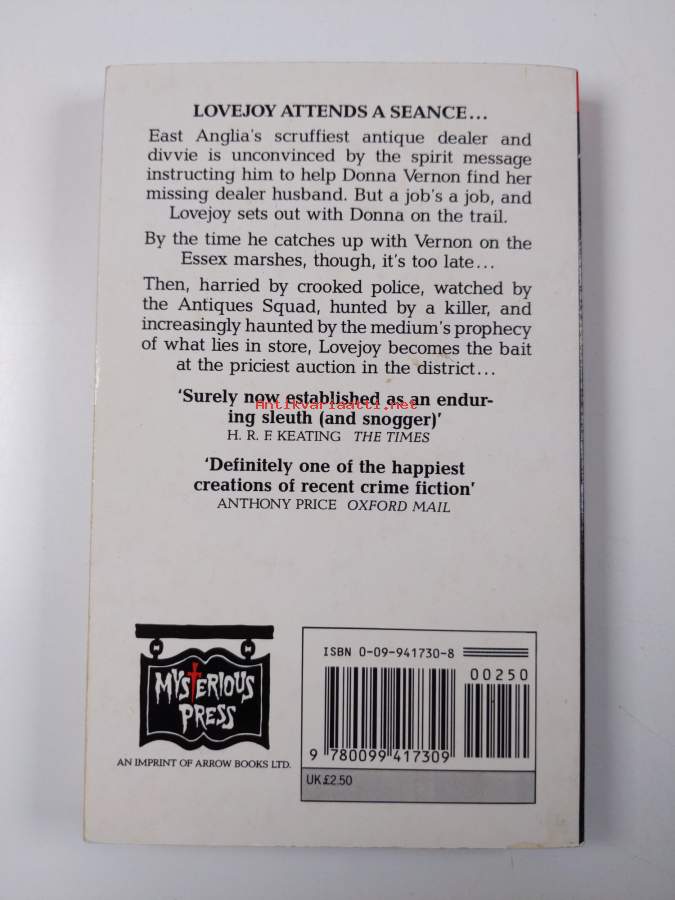 LOVEJOY ATTENDS A SEANCE...
East Anglia's scruffiest antique dealer and
divvie is unconvinced by the spirit message
instructing him to help Donna Vernon find her
missing dealer husband. But a job's a job, and
Lovejoy sets out with Donna on the trail.
By the time he catches up with Vernon on the
Essex marshes, though, it's too late...
Then, harried by crooked police, watched by
the Antiques Squad, hunted by a killer, and
increasingly haunted by the medium's prophecy
of what lies in store, Lovejoy becomes the bait
at the priciest auction in the district...
'Surely now established as an endur-
Antikvariaatti.net
ing sleuth (and snogger)'
H. R. F. KEATING THE TIMES
'Definitely one of the happiest
creations of recent crime fiction'
ANTHONY PRICE OXFORD MAIL
MYSTERIOUS
PRESS
AN IMPRINT OF ARROW BOOKS LTD.
ISBN 0-09-941730-8
00250
9 780099 417309
UK £2.50